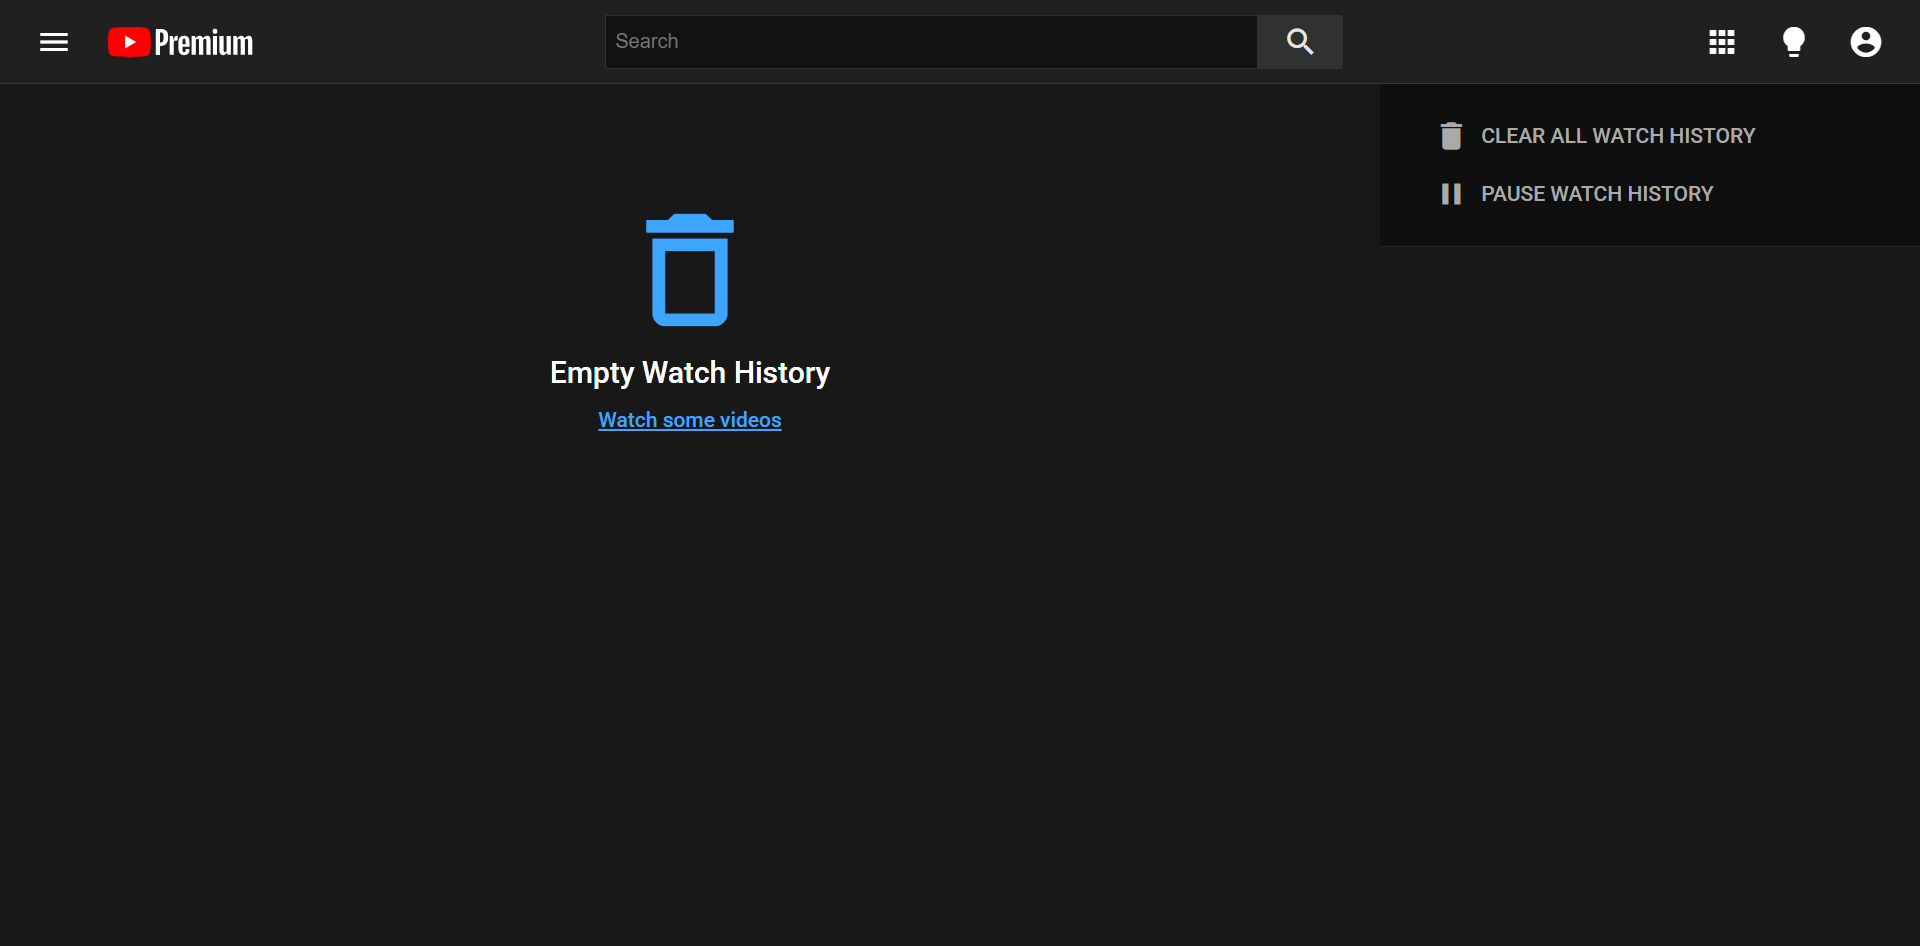 Premium
Search
CLEAR ALL WATCH HISTORY
PAUSE WATCH HISTORY
Empty Watch History
Watch some videos